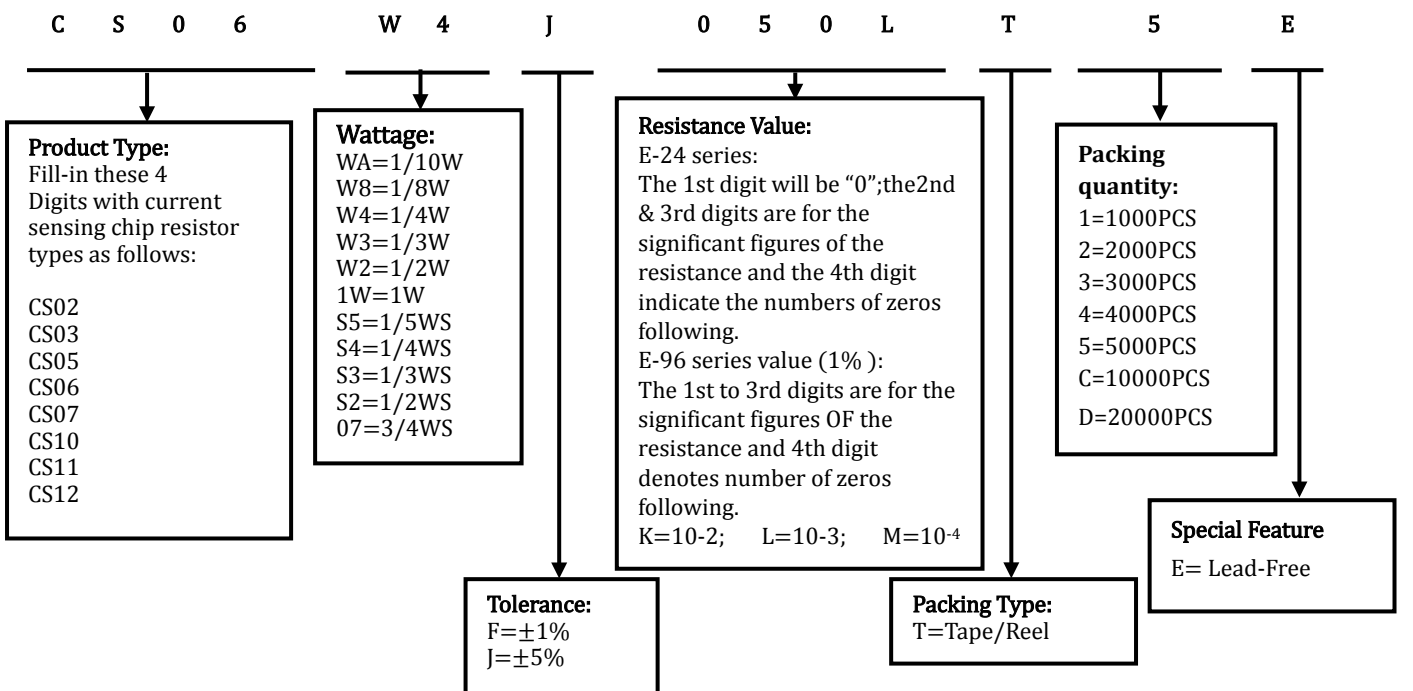 C S 0 6 W 4 J 0 5 0 L T 5 E
Product Type:
Fill-in these 4
Digits with current
sensing chip resistor
types as follows:
CS02
CS03
CS05
CS06
CS07
CS10
CS11
CS12
Wattage:
WA=1/10W
W8=1/8W
W4=1/4W
W3=1/3W
W2=1/2W
1W=1W
S5=1/5WS
S4=1/4WS
S3=1/3WS
S2=1/2WS
07=3/4WS
Tolerance:
F=±1%
J=±5%
Resistance Value:
E-24 series:
The 1st digit will be “0”;the2nd
& 3rd digits are for the
significant figures of the
resistance and the 4th digit
indicate the numbers of zeros
following.
E-96 series value (1% ):
The 1st to 3rd digits are for the
significant figures OF the
resistance and 4th digit
denotes number of zeros
following.
K=10-2; L=10-3; M=10-4
Packing Type:
T=Tape/Reel
Packing
quantity:
1=1000PCS
2=2000PCS
3=3000PCS
4=4000PCS
5=5000PCS
C=10000PCS
D=20000PCS
Special Feature
E= Lead-Free